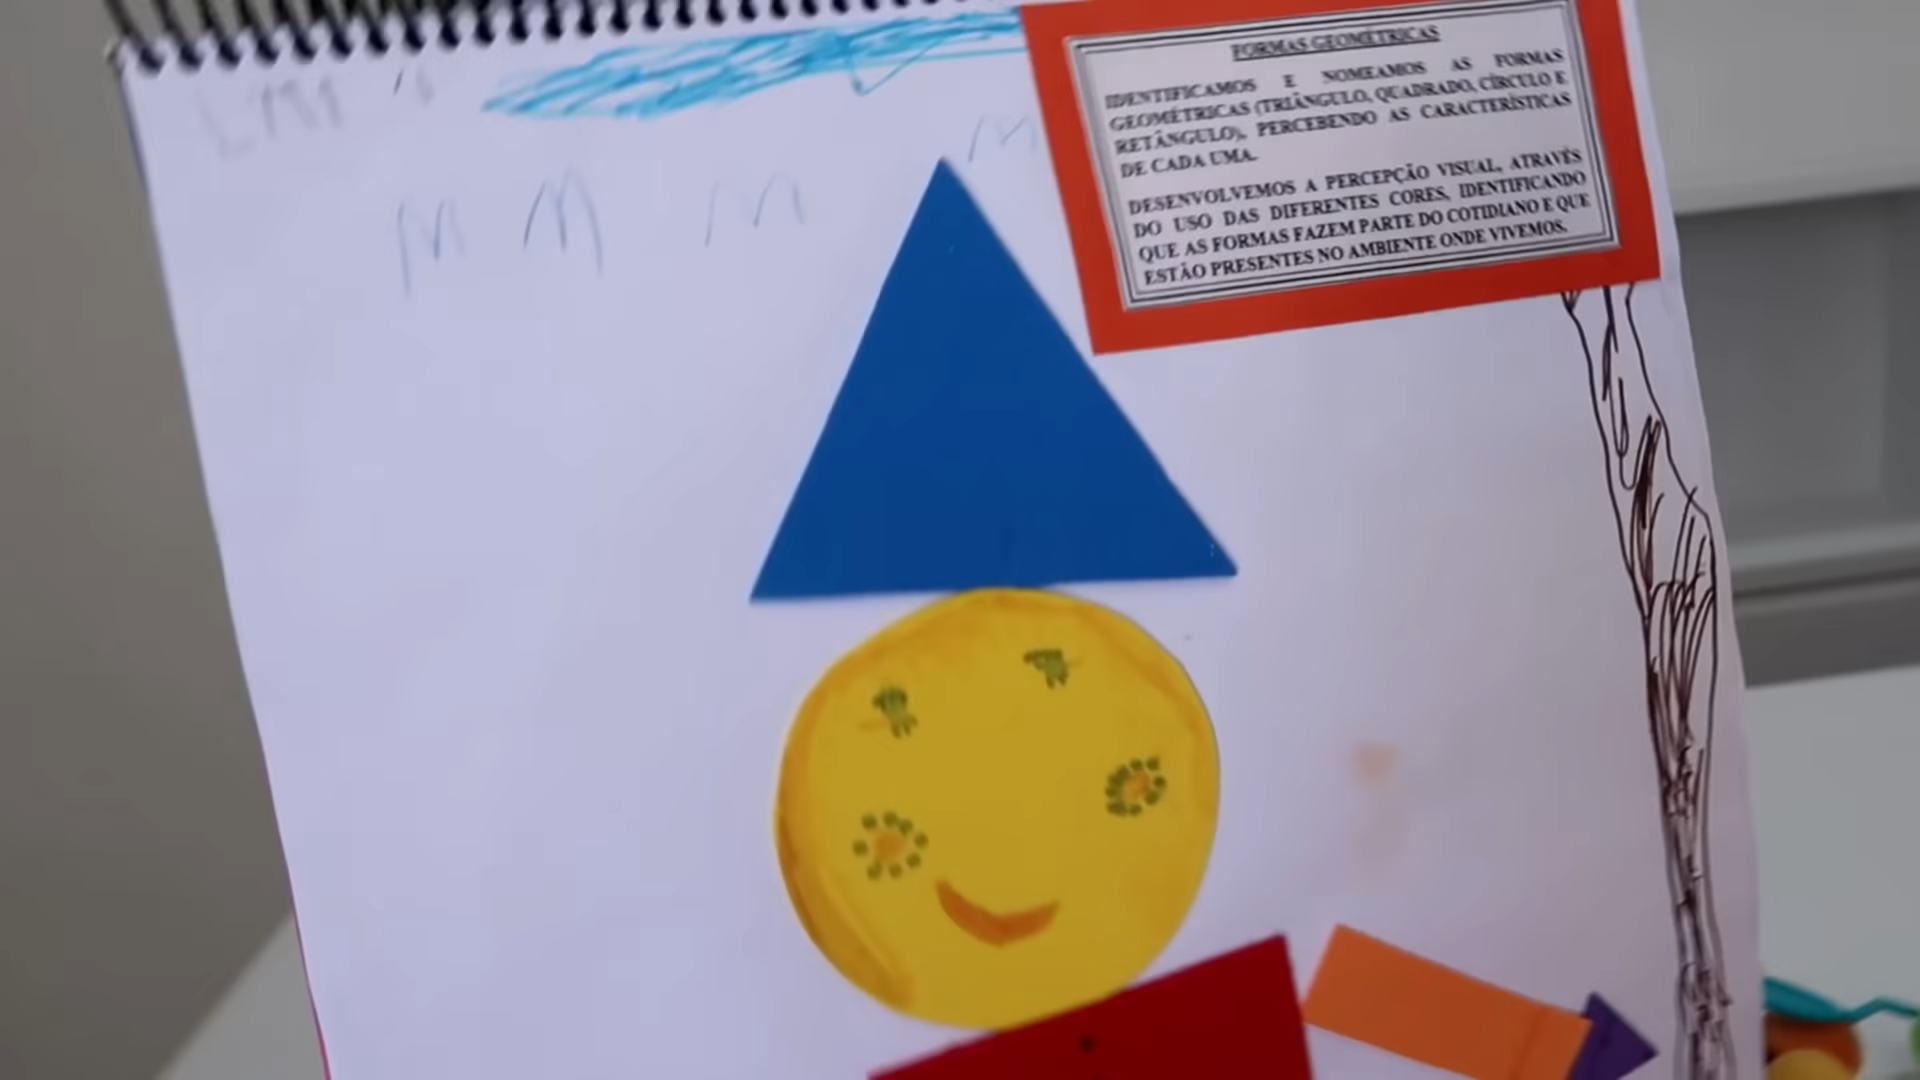 FORMAS GEOMÉTRICAS
IDENTIFICAMOS E NOMEAMOS AS FORMAS
GEOMÉTRICAS (TRIÂNGULO, QUADRADO, CÍRCULO E
RETÂNGULO), PERCEBENDO AS CARACTERÍSTICAS
DE CADA UMA.
DESENVOLVEMOS A PERCEPÇÃO VISUAL, ATRAVÉS
DO USO DAS DIFERENTES CORES, IDENTIFICANDO
QUE AS FORMAS FAZEM PARTE DO COTIDIANO E QUE
ESTÃO PRESENTES NO AMBIENTE ONDE VIVEMOS.